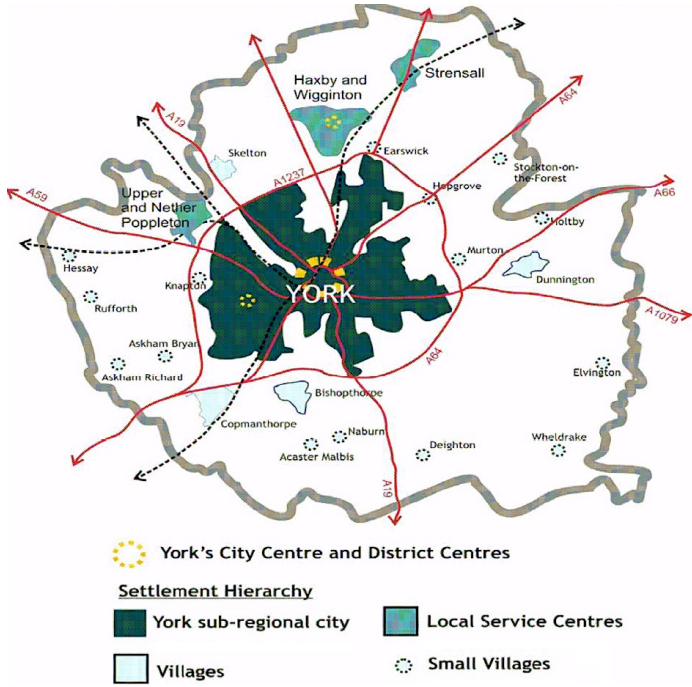 Haxby and
Wigginton
Strensall
A19
A64
Skelton
Earswick
Stockton-on-
the-Forest
A1237
A59
Hopgrove
A66
Upper
and Nether
Poppleton
Holtby
Murton
Hessay
Knapton
Dunnington
YORK
Rufforth
A1079
Askham Bryan
A64
Askham Richard
Elvington
Bishopthorpe
Copmanthorpe
Naburn
Wheldrake
Acaster Malbis
Deighton
A19
York's City Centre and District Centres
Settlement Hierarchy
York sub-regional city
Local Service Centres
Villages
Small Villages